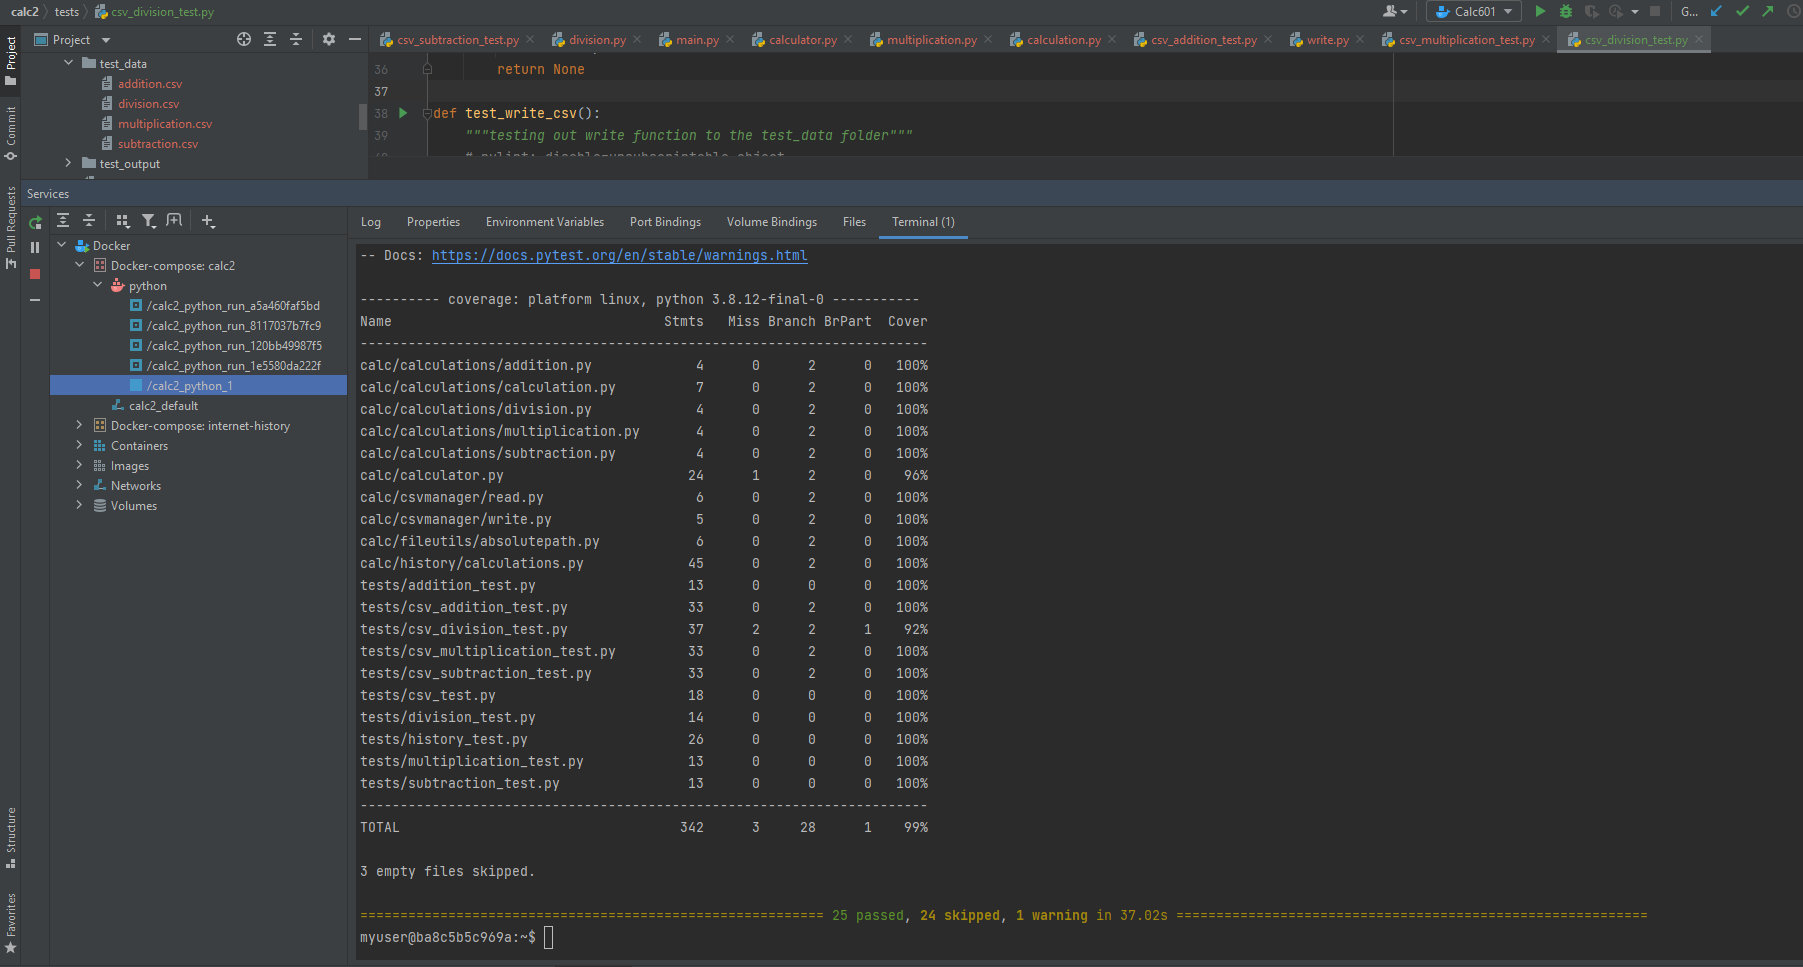 calc2 tests csv_division_test.py Calc601 G...
Project csv_subtraction_test.py division.py main.py calculator.py multiplication.py calculation.py csv_addition_test.py write.py csv_multiplication_test.py csv_division_test.py
Project
Commit
Pull Requests
Structure
Favorites
test_data
addition.csv
division.csv
multiplication.csv
subtraction.csv
test_output
36 return None
37
38 def test_write_csv():
39 """testing out write function to the test_data folder"""
# pylint: disable=unsubscriptable-object
Services
Docker
Docker-compose: calc2
python
/calc2_python_run_a5a460faf5bd
/calc2_python_run_8117037b7fc9
/calc2_python_run_120bb49987f5
/calc2_python_run_1e5580da222f
/calc2_python_1
calc2_default
Docker-compose: internet-history
Containers
Images
Networks
Volumes
Log Properties Environment Variables Port Bindings Volume Bindings Files Terminal (1)
-- Docs: https://docs.pytest.org/en/stable/warnings.html
---------- coverage: platform linux, python 3.8.12-final-0 -----------
Name Stmts Miss Branch BrPart Cover
-----------------------------------------------------------------------
calc/calculations/addition.py 4 0 2 0 100%
calc/calculations/calculation.py 7 0 2 0 100%
calc/calculations/division.py 4 0 2 0 100%
calc/calculations/multiplication.py 4 0 2 0 100%
calc/calculations/subtraction.py 4 0 2 0 100%
calc/calculator.py 24 1 2 0 96%
calc/csvmanager/read.py 6 0 2 0 100%
calc/csvmanager/write.py 5 0 2 0 100%
calc/fileutils/absolutepath.py 6 0 2 0 100%
calc/history/calculations.py 45 0 2 0 100%
tests/addition_test.py 13 0 0 0 100%
tests/csv_addition_test.py 33 0 2 0 100%
tests/csv_division_test.py 37 2 2 1 92%
tests/csv_multiplication_test.py 33 0 2 0 100%
tests/csv_subtraction_test.py 33 0 2 0 100%
tests/csv_test.py 18 0 0 0 100%
tests/division_test.py 14 0 0 0 100%
tests/history_test.py 26 0 0 0 100%
tests/multiplication_test.py 13 0 0 0 100%
tests/subtraction_test.py 13 0 0 0 100%
-----------------------------------------------------------------------
TOTAL 342 3 28 1 99%
3 empty files skipped.
========================================================== 25 passed, 24 skipped, 1 warning in 37.02s ===========================================================
myuser@ba8c5b5c969a:~$